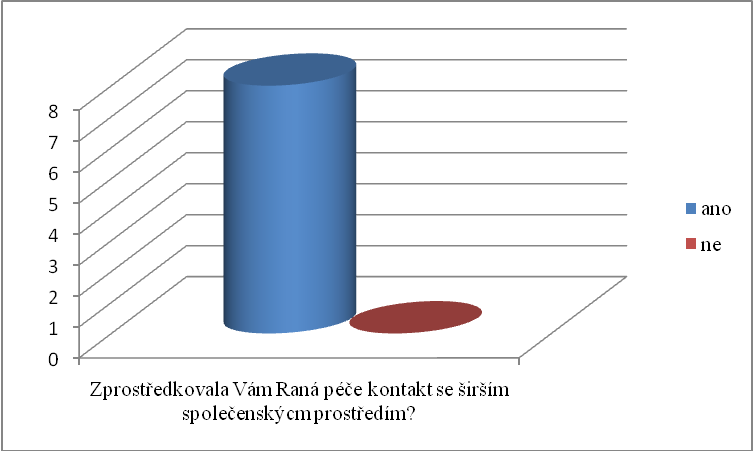 8
7
6
5
4
3
2
1
0
ano
ne
Zprostředkovala Vám Raná péče kontakt se širším
společenským prostředím?